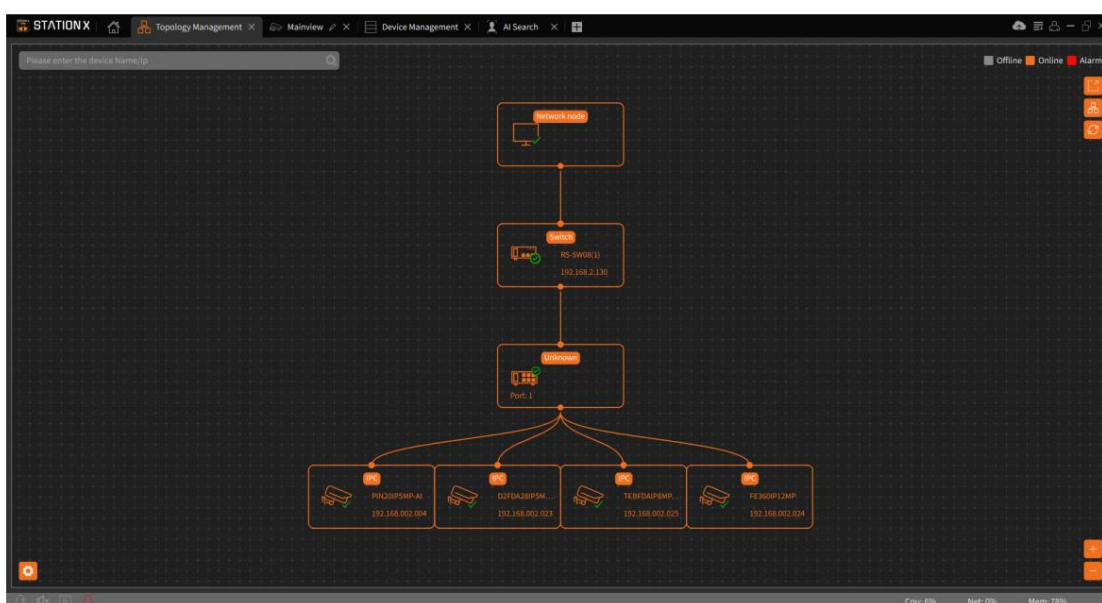 STATION X Topology Management Mainview Device Management AI Search
Please enter the device Name/Ip
Offline Online Alarm
Network node
Switch
RS-SW08(1)
192.168.2.130
Unknown
Port: 1
IPC IPC IPC IPC
PIN20IP5MP-AI D2FDA28IP5M... TEBFDAIP8MP... FE360IP12MP
192.168.002.004 192.168.002.023 192.168.002.025 192.168.002.024
Cpu: 6% Net: 0% Mem: 78%